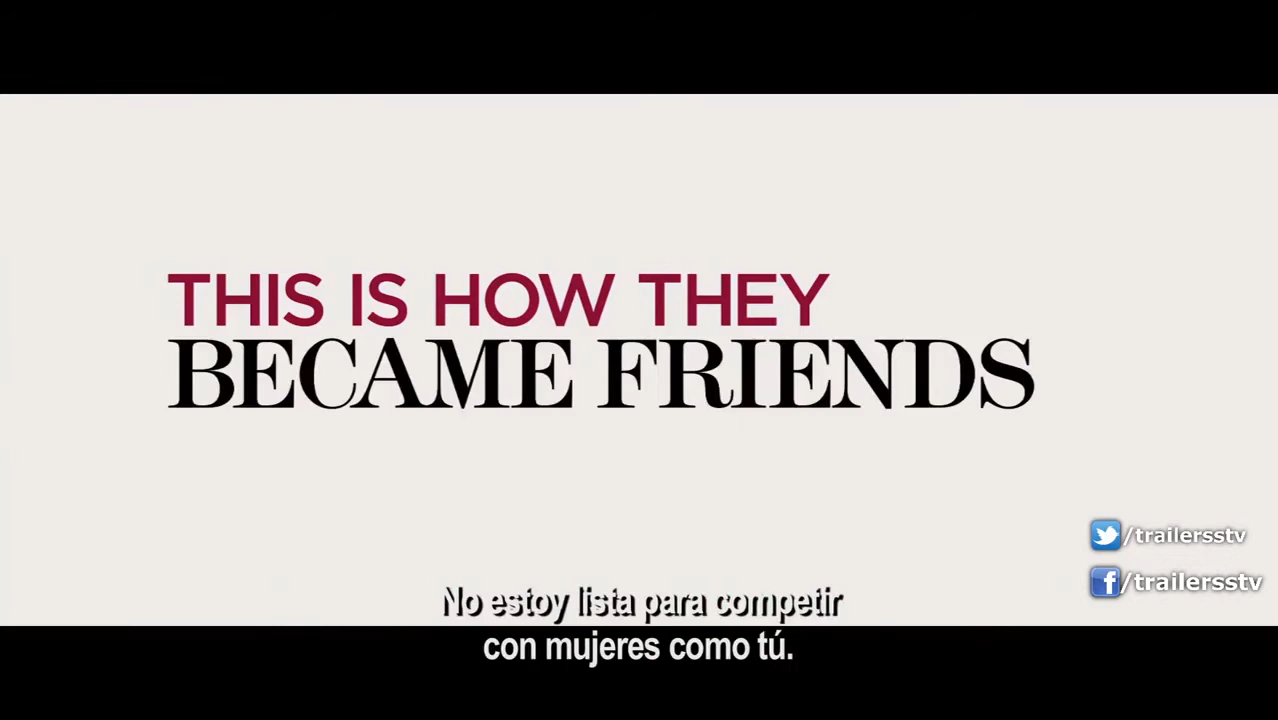 THIS IS HOW THEY
BECAME FRIENDS
/trailersstv
/trailersstv
No estoy lista para competir
con mujeres como tú.